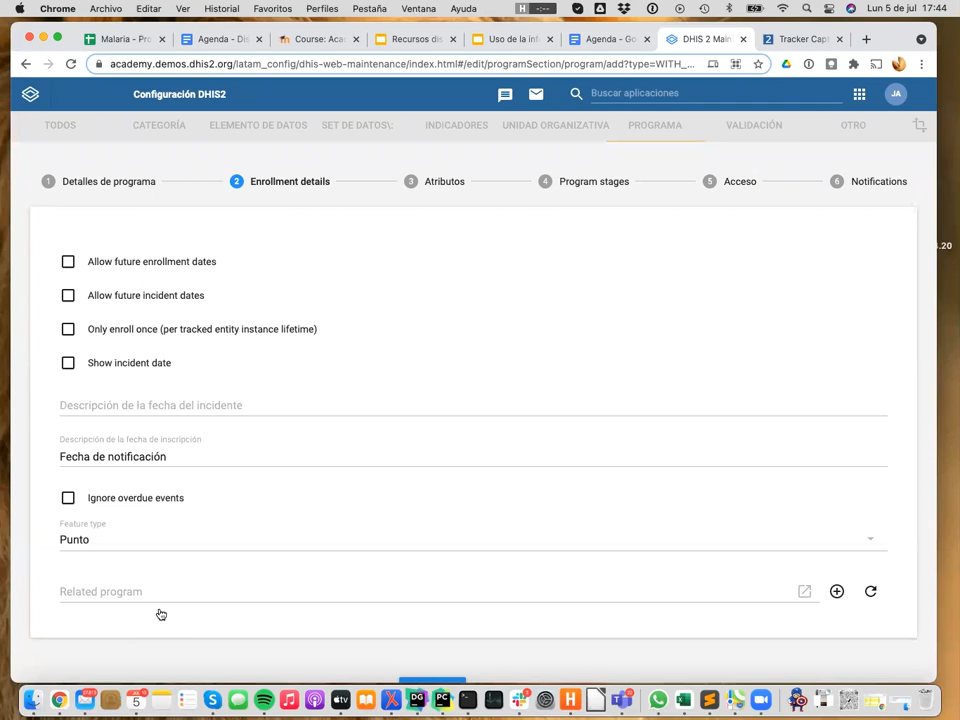 Chrome Archivo Editar Ver Historial Favoritos Perfiles Pestaña Ventana Ayuda Lun 5 de jul 17:44
Malaria - Pro Agenda - Dis Course: Aca Recursos dis Uso de la inf Agenda - Go DHIS 2 Main Tracker Capt
academy.demos.dhis2.org/latam_config/dhis-web-maintenance/index.html#/edit/programSection/program/add?type=WITH_...
Configuración DHIS2 Buscar aplicaciones JA
TODOS CATEGORÍA ELEMENTO DE DATOS SET DE DATOS\; INDICADORES UNIDAD ORGANIZATIVA PROGRAMA VALIDACIÓN OTRO
1 Detalles de programa 2 Enrollment details 3 Atributos 4 Program stages 5 Acceso 6 Notifications
.20
Allow future enrollment dates
Allow future incident dates
Only enroll once (per tracked entity instance lifetime)
Show incident date
Descripción de la fecha del incidente
Descripción de la fecha de inscripción
Fecha de notificación
Ignore overdue events
Feature type
Punto
Related program